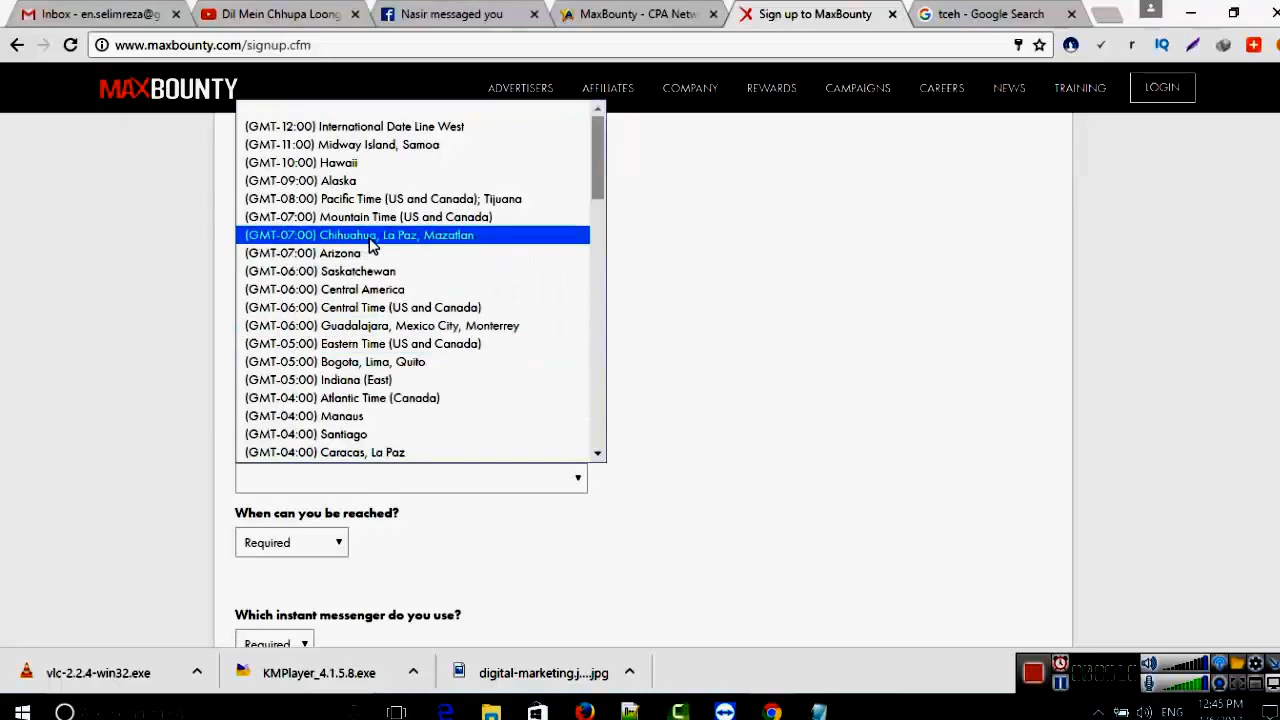 Inbox - en.selimreza@g
Dil Mein Chhupa Loong
Nasir messaged you
MaxBounty - CPA Netw
Sign up to MaxBounty
tceh - Google Search
www.maxbounty.com/signup.cfm
MAXBOUNTY
ADVERTISERS
AFFILIATES
COMPANY
REWARDS
CAMPAIGNS
CAREERS
NEWS
TRAINING
LOGIN
(GMT-12:00) International Date Line West
(GMT-11:00) Midway Island, Samoa
(GMT-10:00) Hawaii
(GMT-09:00) Alaska
(GMT-08:00) Pacific Time (US and Canada); Tijuana
(GMT-07:00) Mountain Time (US and Canada)
(GMT-07:00) Chihuahua, La Paz, Mazatlan
(GMT-07:00) Arizona
(GMT-06:00) Saskatchewan
(GMT-06:00) Central America
(GMT-06:00) Central Time (US and Canada)
(GMT-06:00) Guadalajara, Mexico City, Monterrey
(GMT-05:00) Eastern Time (US and Canada)
(GMT-05:00) Bogota, Lima, Quito
(GMT-05:00) Indiana (East)
(GMT-04:00) Atlantic Time (Canada)
(GMT-04:00) Manaus
(GMT-04:00) Santiago
(GMT-04:00) Caracas, La Paz
When can you be reached?
Required
Which instant messenger do you use?
Required
vlc-2.2.4-win32.exe
KMPlayer_4.1.5.8.exe
digital-marketing.j....jpg
ENG
12:45 PM